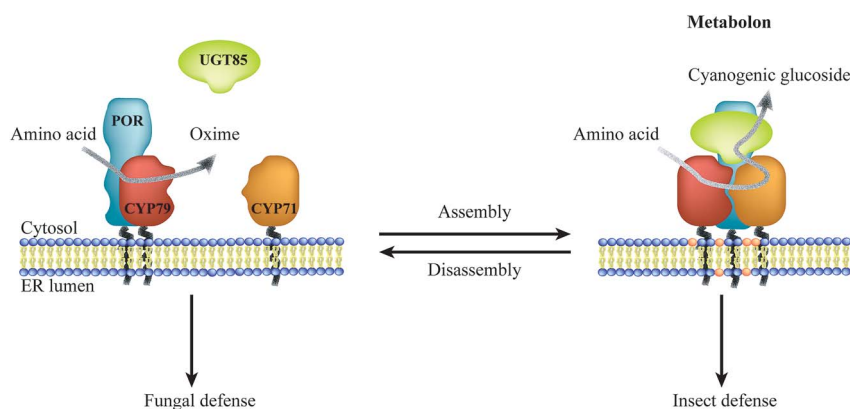 Metabolon
UGT85
Cyanogenic glucoside
POR
Amino acid
Oxime
Amino acid
CYP79
CYP71
Cytosol
ER lumen
Assembly
Disassembly
Fungal defense
Insect defense